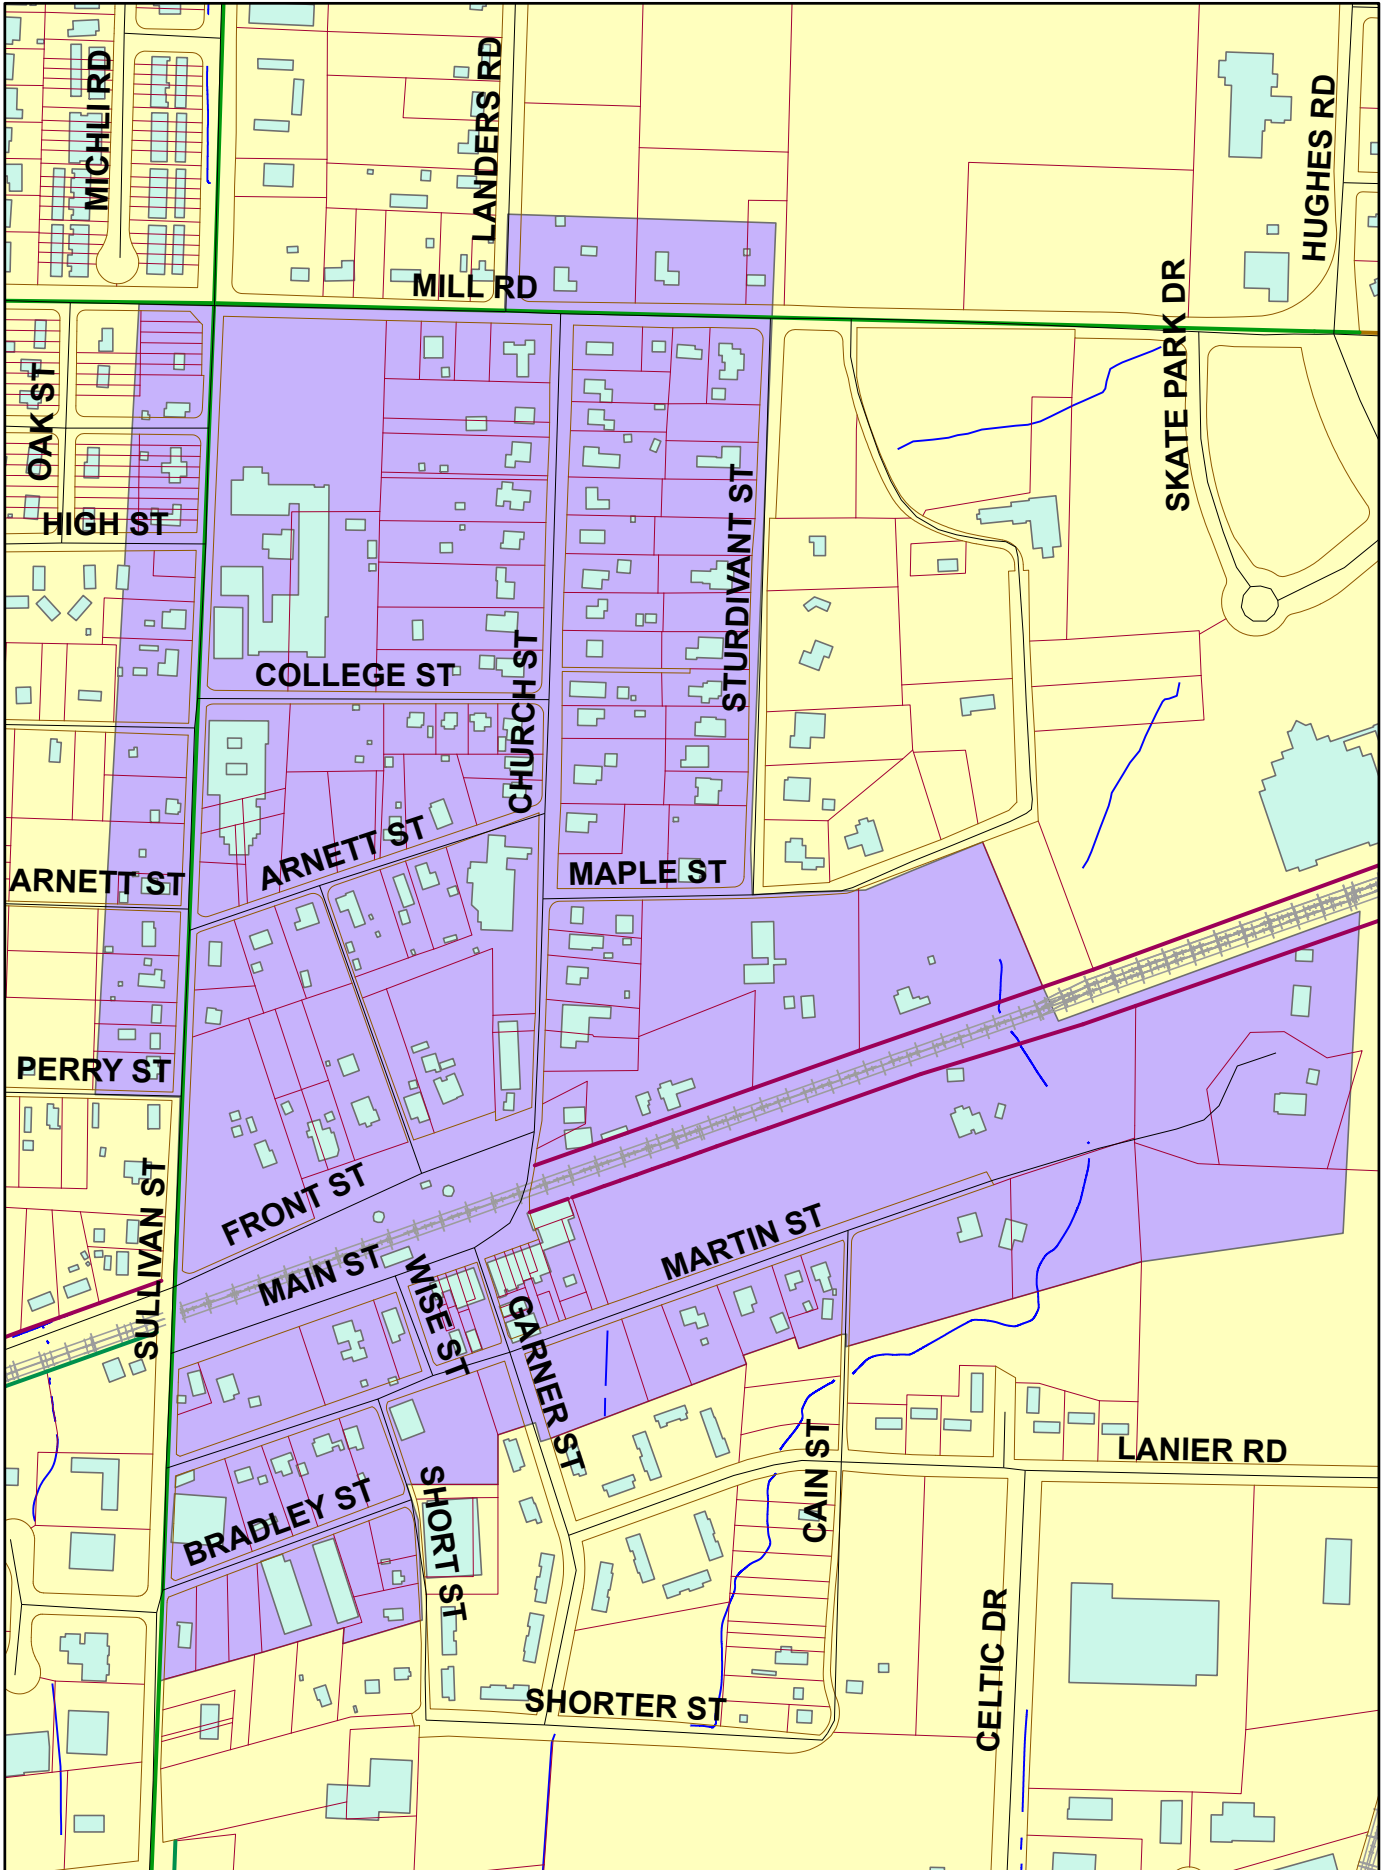 MICHLI RD
LANDERS RD
HUGHES RD
MILL RD
SKATE PARK DR
OAK ST
HIGH ST
STURDIVANT ST
COLLEGE ST
CHURCH ST
ARNETT ST
MAPLE ST
ARNETT ST
PERRY ST
SULLIVAN ST
FRONT ST
MAIN ST
WISE ST
GARNER ST
MARTIN ST
CAIN ST
LANIER RD
BRADLEY ST
SHORT ST
CELTIC DR
SHORTER ST